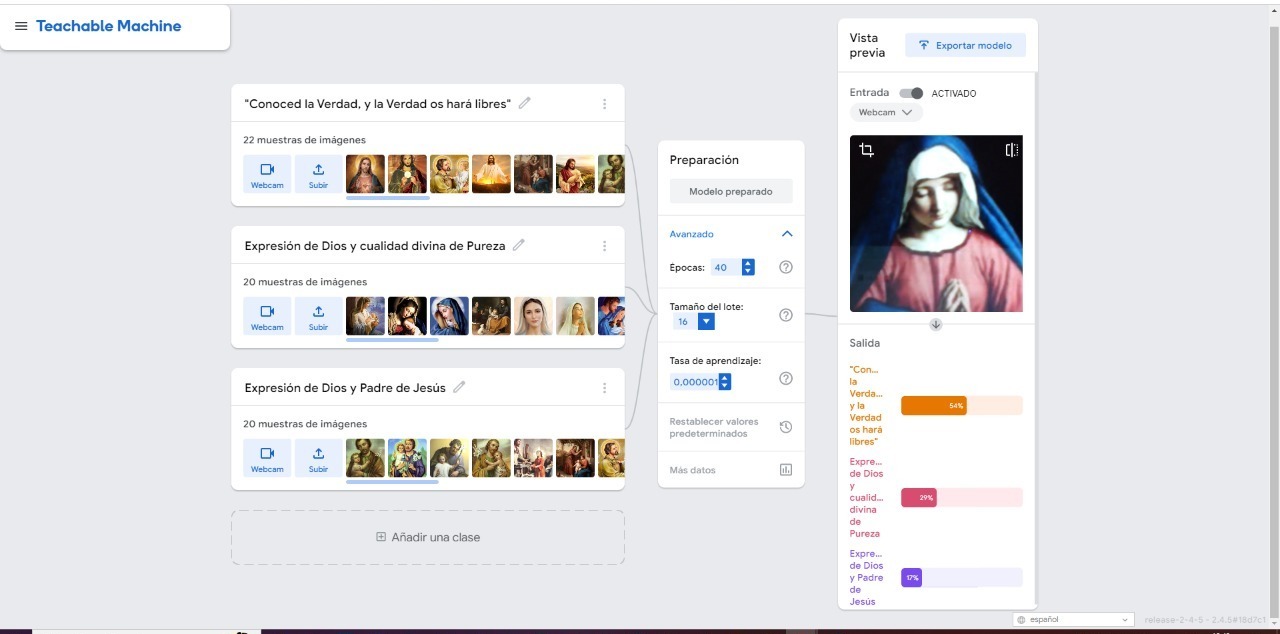 Teachable Machine
"Conoced la Verdad, y la Verdad os hará libres"
22 muestras de imágenes
Webcam
Subir
Expresión de Dios y cualidad divina de Pureza
20 muestras de imágenes
Webcam
Subir
Expresión de Dios y Padre de Jesús
20 muestras de imágenes
Webcam
Subir
Añadir una clase
Preparación
Modelo preparado
Avanzado
Épocas: 40
Tamaño del lote:
16
Tasa de aprendizaje:
0,000001
Restablecer valores
predeterminados
Más datos
Vista
previa
Exportar modelo
Entrada
ACTIVADO
Webcam
Salida
"Con...
la
Verda...
y la
Verdad
os hará
libres"
54%
Expre...
de Dios
y
cualid...
divina
de
Pureza
29%
Expre...
de Dios
y Padre
de
Jesús
17%
español
release-2-4-5 - 2.4.5#18d7c1